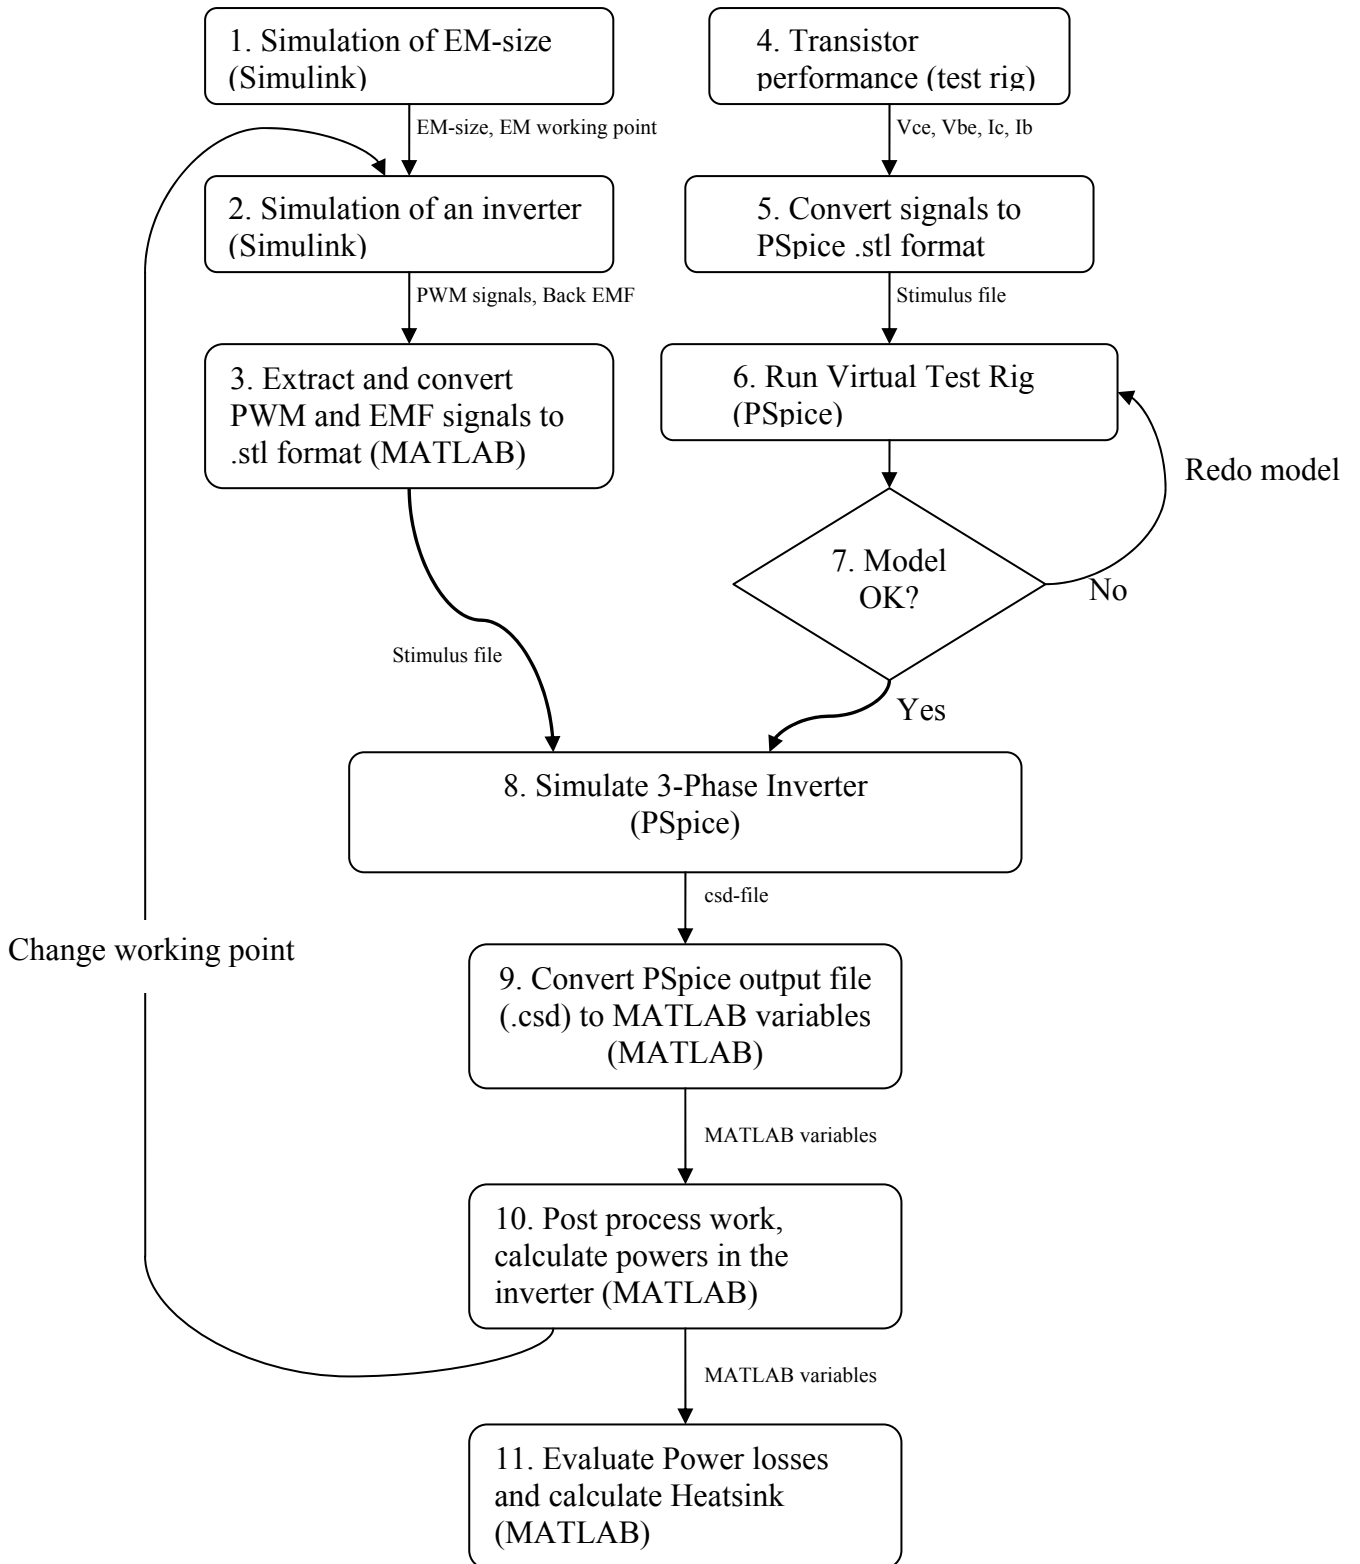 1. Simulation of EM-size
(Simulink)
4. Transistor
performance (test rig)
EM-size, EM working point
Vce, Vbe, Ic, Ib
2. Simulation of an inverter
(Simulink)
5. Convert signals to
PSpice .stl format
PWM signals, Back EMF
Stimulus file
3. Extract and convert
PWM and EMF signals to
.stl format (MATLAB)
6. Run Virtual Test Rig
(PSpice)
Redo model
7. Model
OK?
No
Stimulus file
Yes
8. Simulate 3-Phase Inverter
(PSpice)
csd-file
Change working point
9. Convert PSpice output file
(.csd) to MATLAB variables
(MATLAB)
MATLAB variables
10. Post process work,
calculate powers in the
inverter (MATLAB)
MATLAB variables
11. Evaluate Power losses
and calculate Heatsink
(MATLAB)